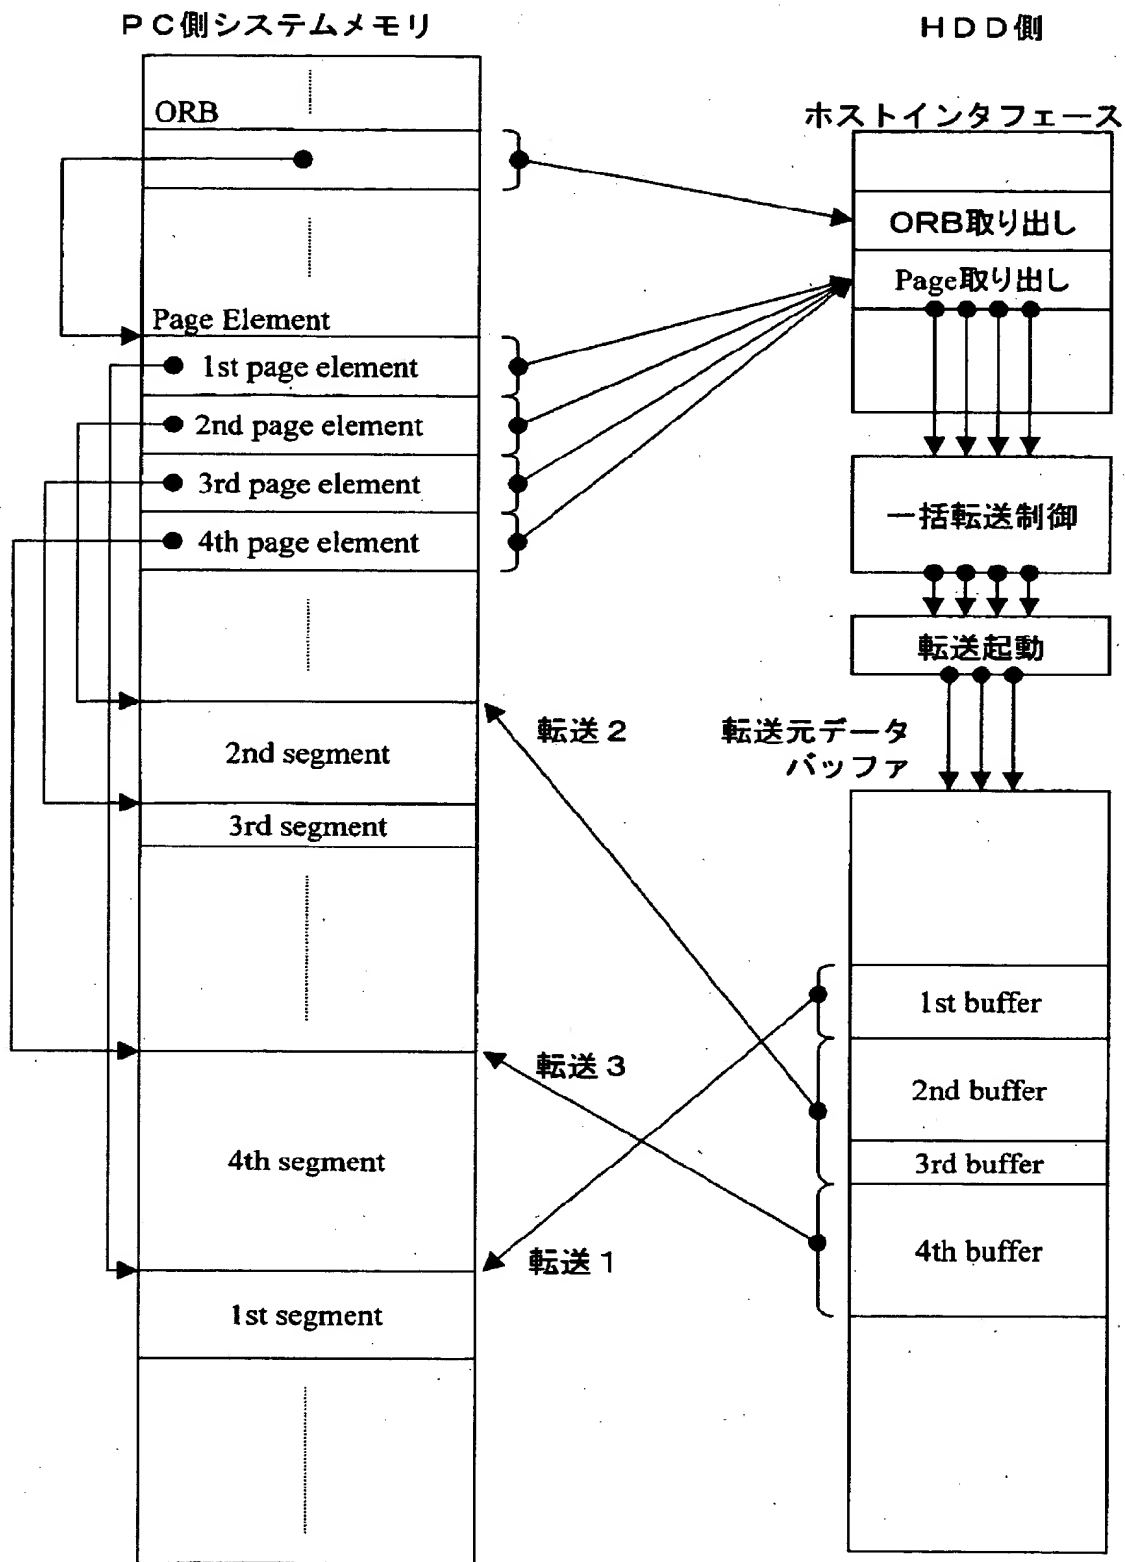 ＰＣ側システムメモリ
ORB
Page Element
1st page element
2nd page element
3rd page element
4th page element
2nd segment
3rd segment
4th segment
1st segment
転送２
転送３
転送１
ＨＤＤ側
ホストインタフェース
ORB取り出し
Page取り出し
一括転送制御
転送起動
転送元データ
バッファ
1st buffer
2nd buffer
3rd buffer
4th buffer